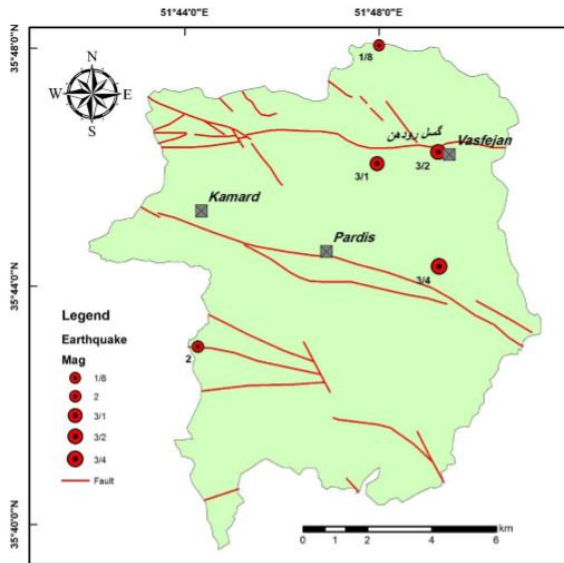 51°44'0"E
51°48'0"E
35°48'0"N
N
W E
S
1/8
گسل رودهن
Vasfejan
3/2
3/1
Kamard
Pardis
3/4
35°44'0"N
Legend
Earthquake
Mag
1/8
2
3/1
3/2
3/4
Fault
2
35°40'0"N
km
0 1 2 4 6